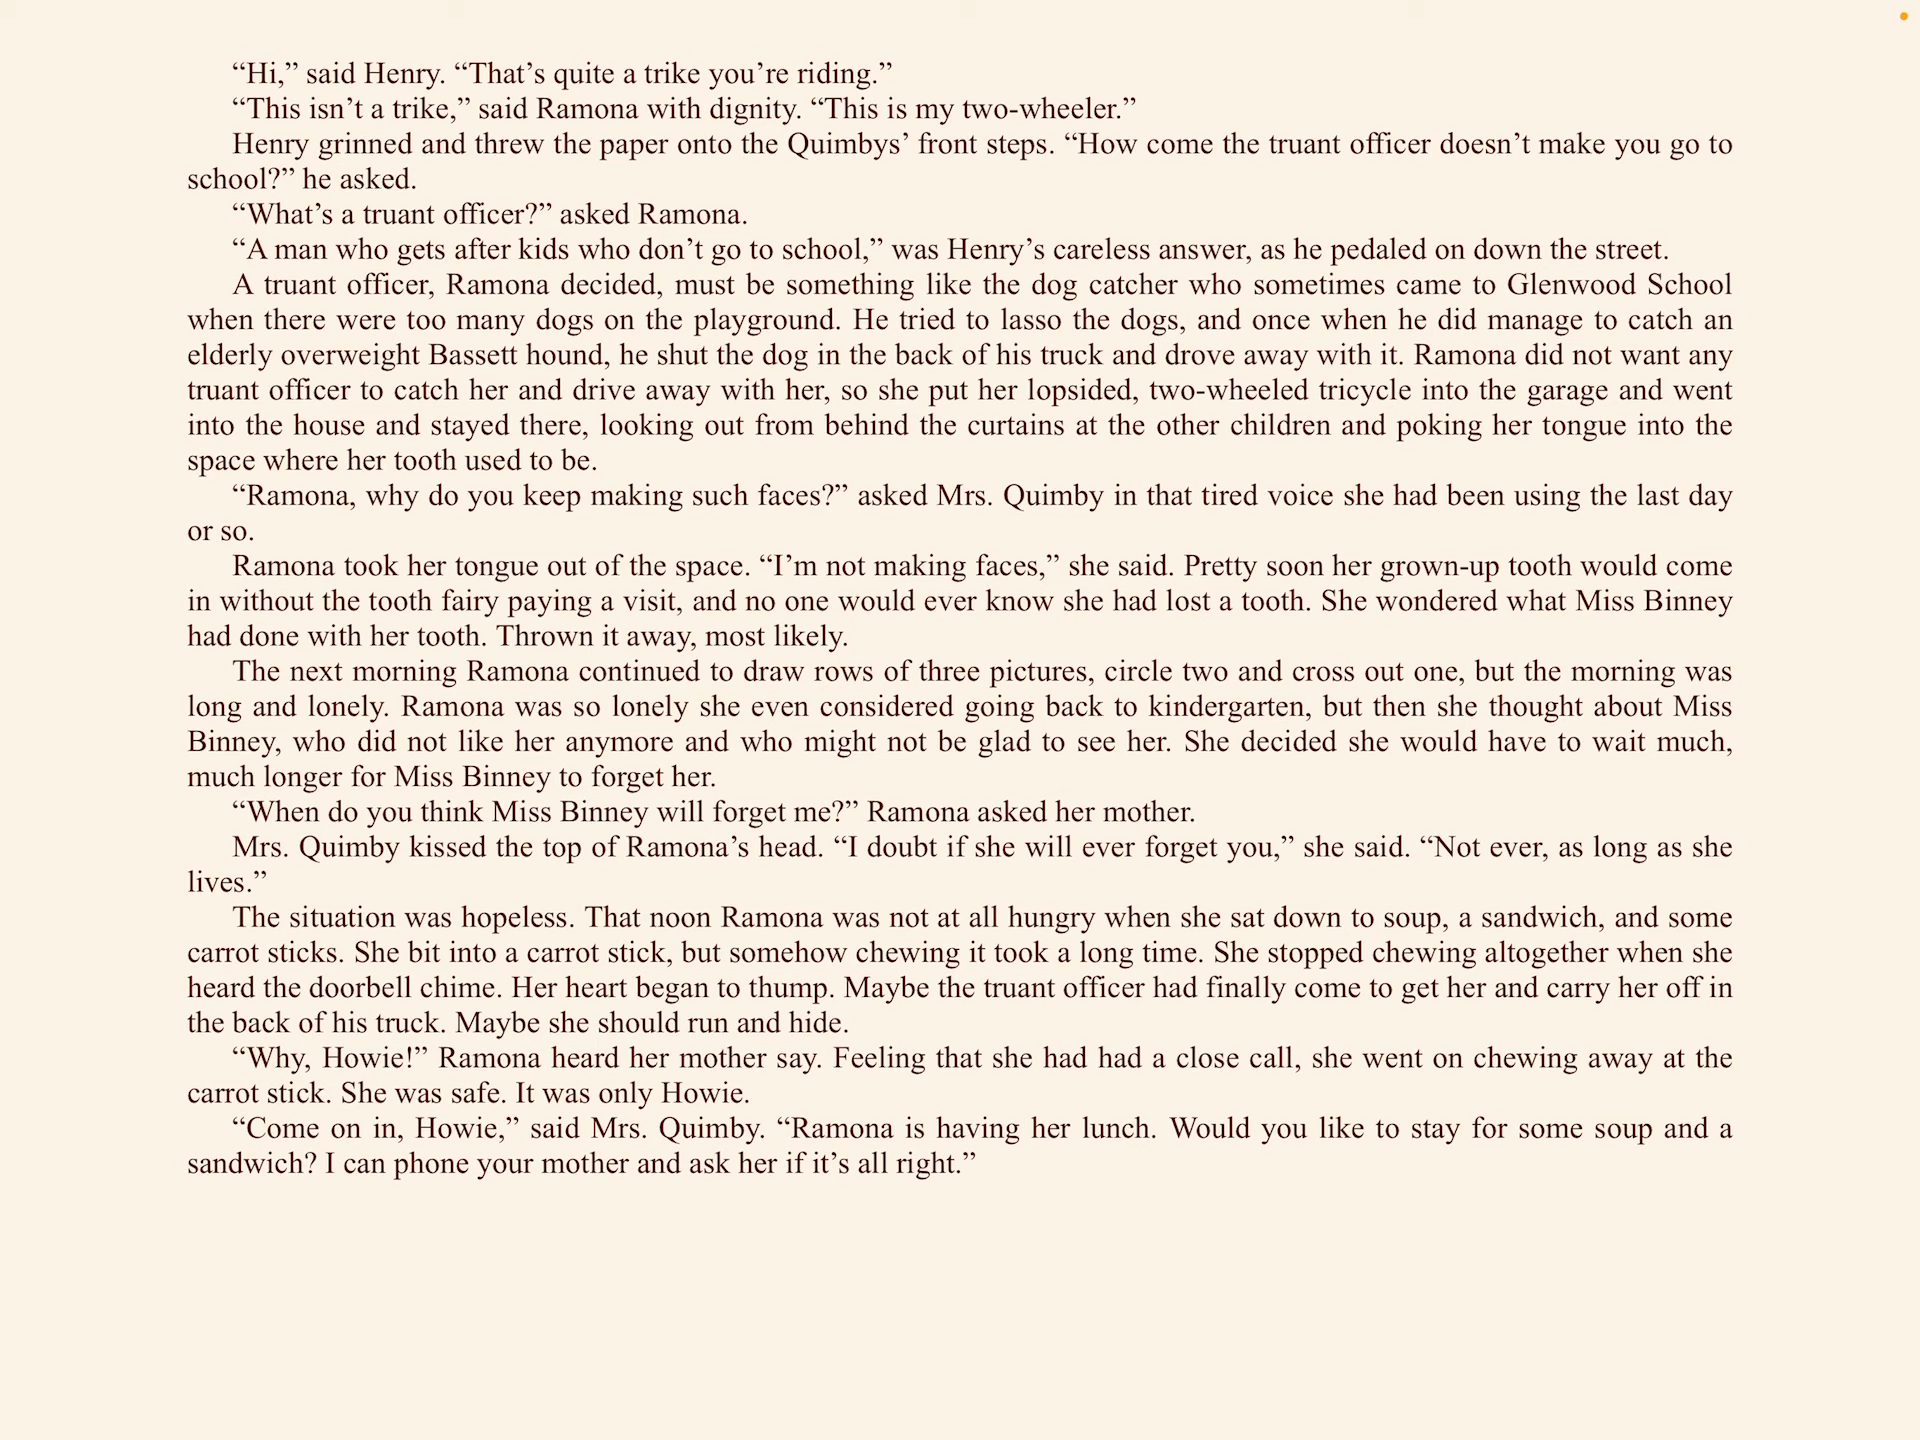 “Hi,” said Henry. “That’s quite a trike you’re riding.”
“This isn’t a trike,” said Ramona with dignity. “This is my two-wheeler.”
Henry grinned and threw the paper onto the Quimbys’ front steps. “How come the truant officer doesn’t make you go to
school?” he asked.
“What’s a truant officer?” asked Ramona.
“A man who gets after kids who don’t go to school,” was Henry’s careless answer, as he pedaled on down the street.
A truant officer, Ramona decided, must be something like the dog catcher who sometimes came to Glenwood School
when there were too many dogs on the playground. He tried to lasso the dogs, and once when he did manage to catch an
elderly overweight Bassett hound, he shut the dog in the back of his truck and drove away with it. Ramona did not want any
truant officer to catch her and drive away with her, so she put her lopsided, two-wheeled tricycle into the garage and went
into the house and stayed there, looking out from behind the curtains at the other children and poking her tongue into the
space where her tooth used to be.
“Ramona, why do you keep making such faces?” asked Mrs. Quimby in that tired voice she had been using the last day
or so.
Ramona took her tongue out of the space. “I’m not making faces,” she said. Pretty soon her grown-up tooth would come
in without the tooth fairy paying a visit, and no one would ever know she had lost a tooth. She wondered what Miss Binney
had done with her tooth. Thrown it away, most likely.
The next morning Ramona continued to draw rows of three pictures, circle two and cross out one, but the morning was
long and lonely. Ramona was so lonely she even considered going back to kindergarten, but then she thought about Miss
Binney, who did not like her anymore and who might not be glad to see her. She decided she would have to wait much,
much longer for Miss Binney to forget her.
“When do you think Miss Binney will forget me?” Ramona asked her mother.
Mrs. Quimby kissed the top of Ramona’s head. “I doubt if she will ever forget you,” she said. “Not ever, as long as she
lives.”
The situation was hopeless. That noon Ramona was not at all hungry when she sat down to soup, a sandwich, and some
carrot sticks. She bit into a carrot stick, but somehow chewing it took a long time. She stopped chewing altogether when she
heard the doorbell chime. Her heart began to thump. Maybe the truant officer had finally come to get her and carry her off in
the back of his truck. Maybe she should run and hide.
“Why, Howie!” Ramona heard her mother say. Feeling that she had had a close call, she went on chewing away at the
carrot stick. She was safe. It was only Howie.
“Come on in, Howie,” said Mrs. Quimby. “Ramona is having her lunch. Would you like to stay for some soup and a
sandwich? I can phone your mother and ask her if it’s all right.”